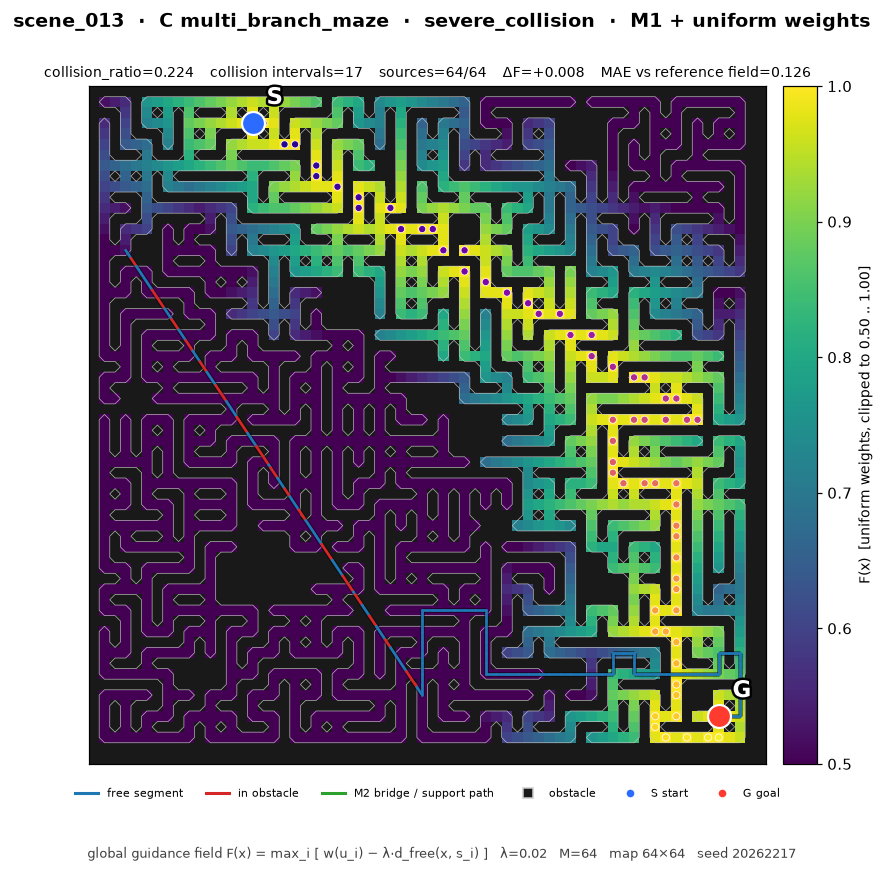 scene_013 · C multi_branch_maze · severe_collision · M1 + uniform weights
collision_ratio=0.224 collision intervals=17 sources=64/64 ΔF=+0.008 MAE vs reference field=0.126
S
G
1.0
0.9
0.8
0.7
0.6
0.5
F(x) [uniform weights, clipped to 0.50 .. 1.00]
free segment in obstacle M2 bridge / support path obstacle S start G goal
global guidance field F(x) = max_i [ w(u_i) − λ·d_free(x, s_i) ] λ=0.02 M=64 map 64×64 seed 20262217